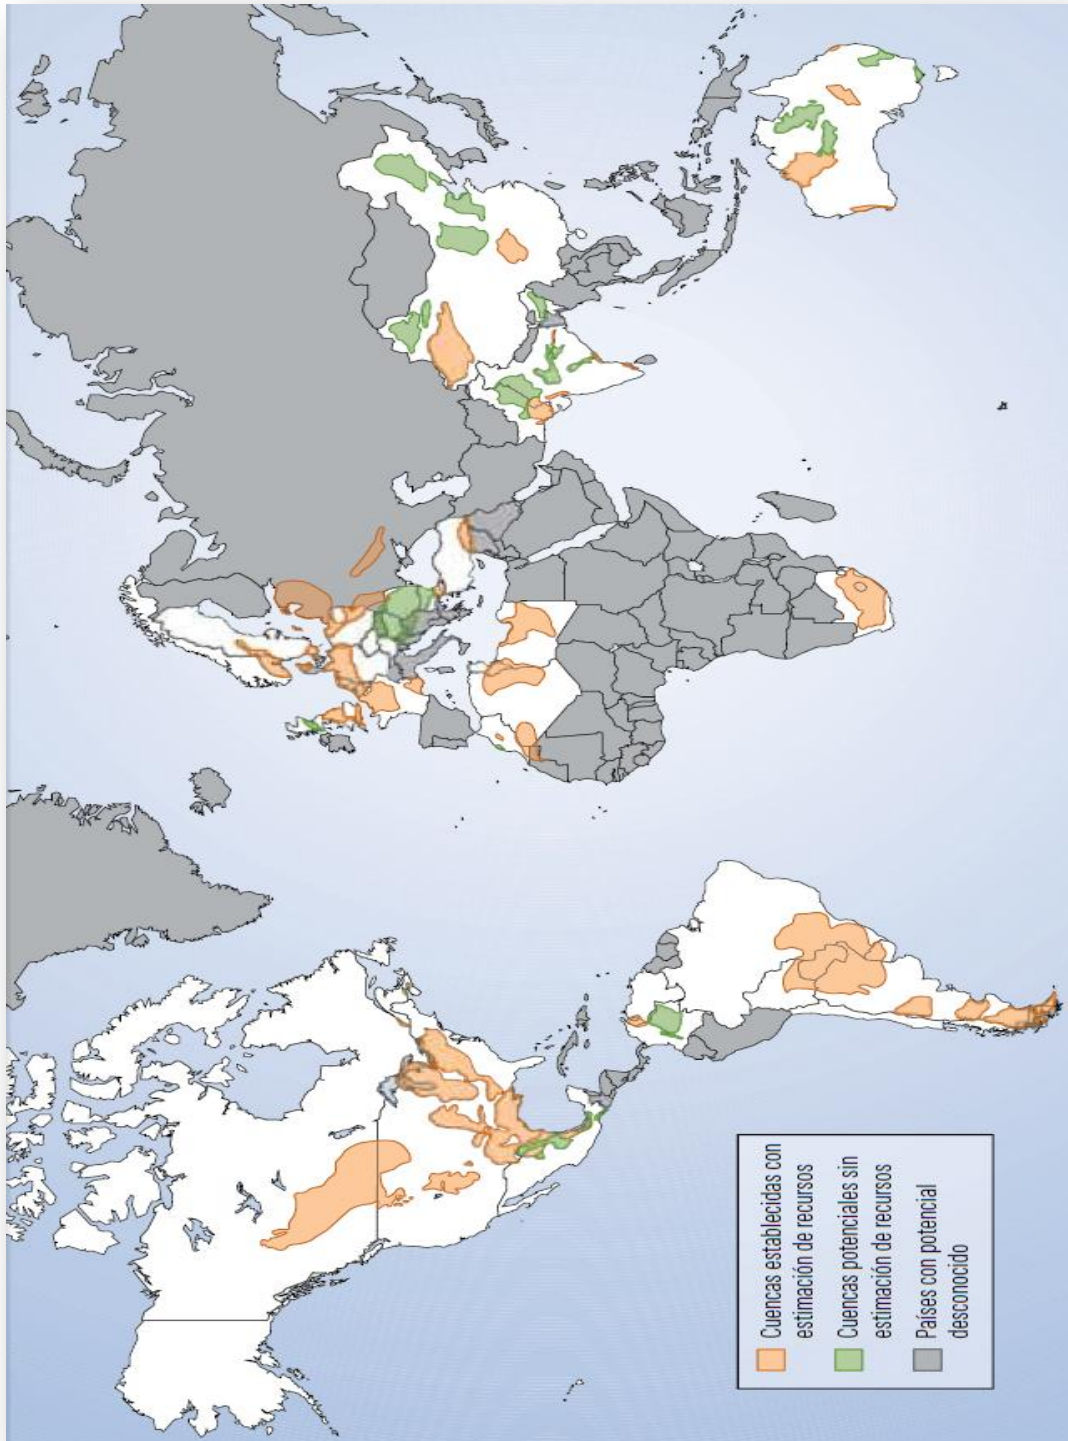 Cuencas establecidas con
estimación de recursos
Cuencas potenciales sin
estimación de recursos
Países con potencial
desconocido